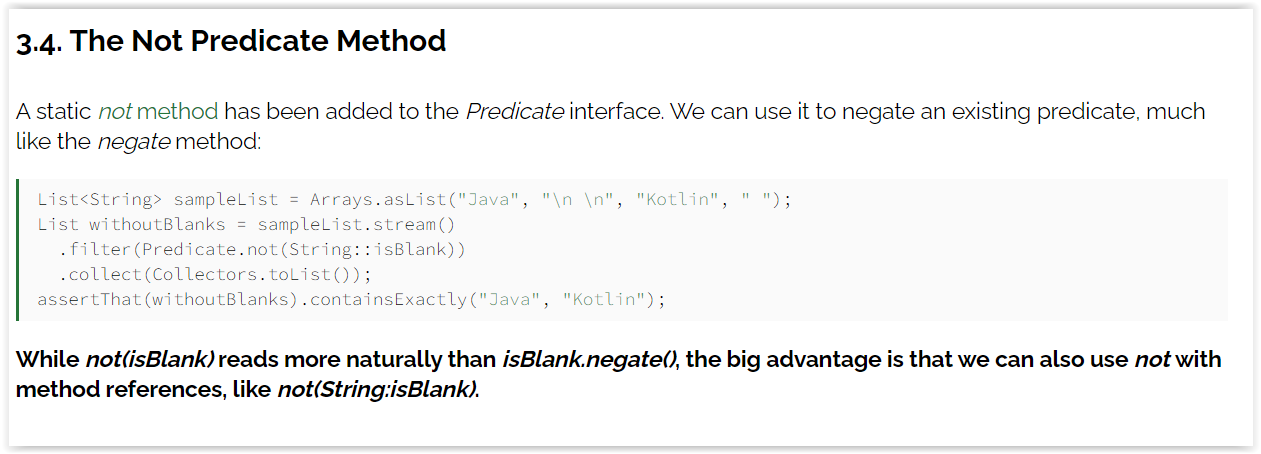 3.4. The Not Predicate Method
A static not method has been added to the Predicate interface. We can use it to negate an existing predicate, much
like the negate method:
List<String> sampleList = Arrays.asList("Java", "\n \n", "Kotlin", " ");
List withoutBlanks = sampleList.stream()
  .filter(Predicate.not(String::isBlank))
  .collect(Collectors.toList());
assertThat(withoutBlanks).containsExactly("Java", "Kotlin");
While not(isBlank) reads more naturally than isBlank.negate(), the big advantage is that we can also use not with
method references, like not(String:isBlank).